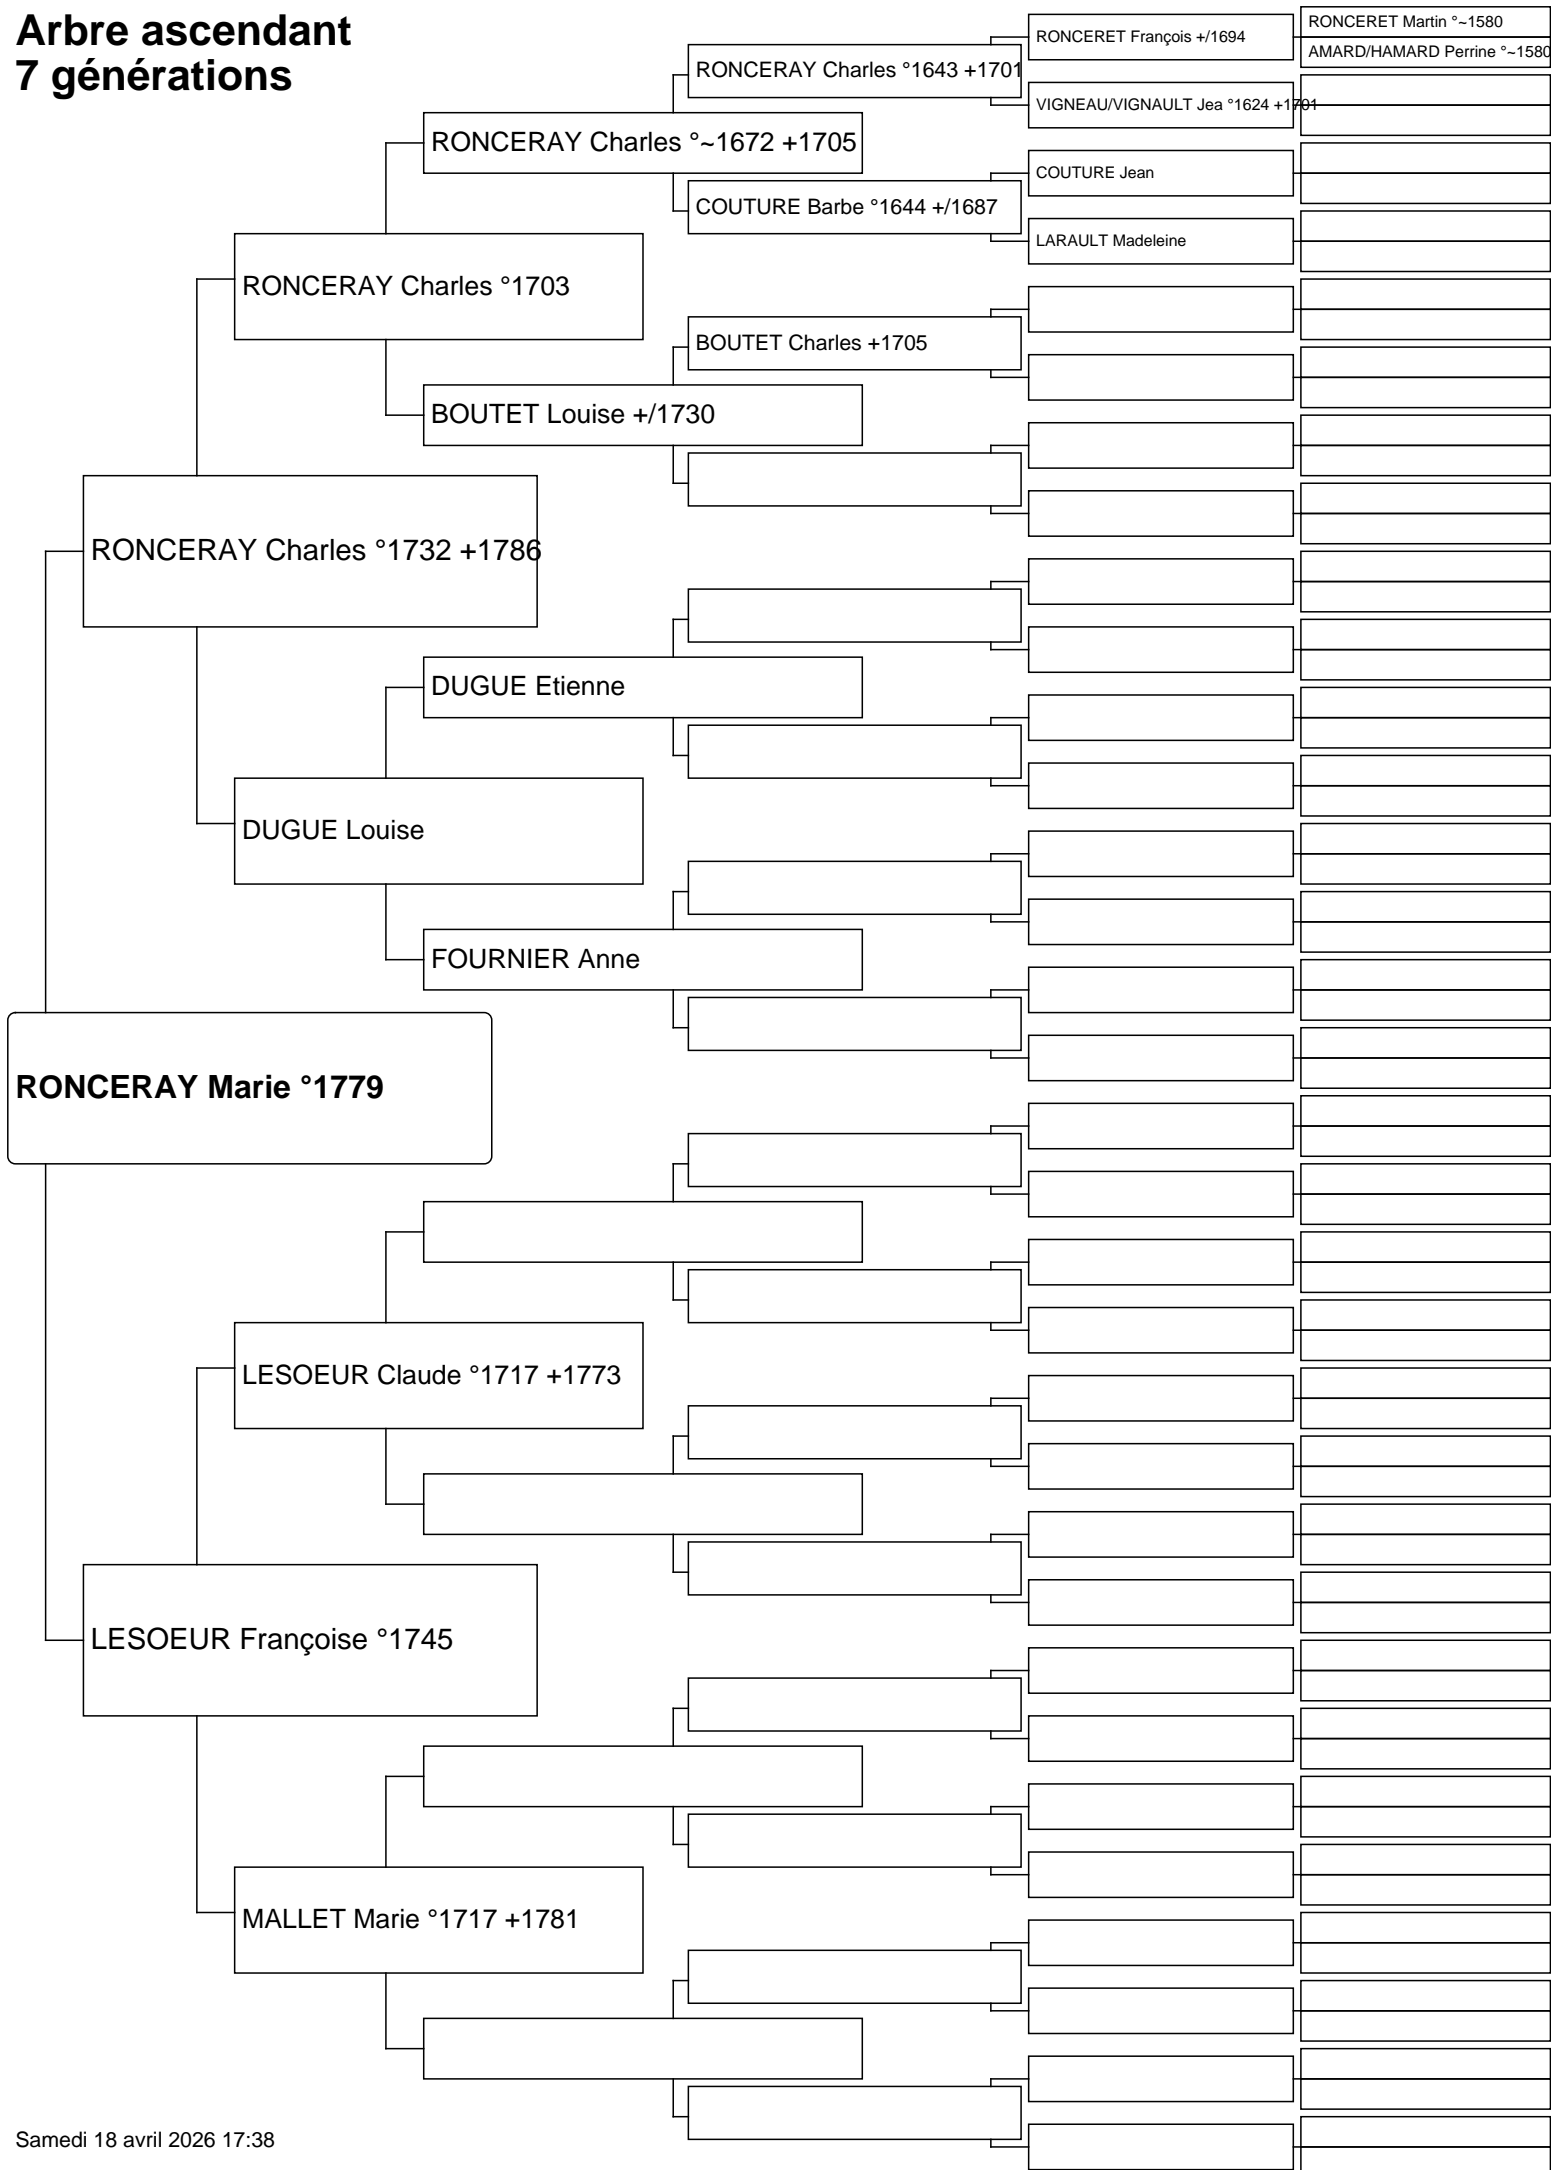 Arbre ascendant
7 générations
RONCERET Martin °~1580
RONCERET François +/1694
AMARD/HAMARD Perrine °~1580
RONCERAY Charles °1643 +1701
VIGNEAU/VIGNAULT Jea °1624 +1701
RONCERAY Charles °~1672 +1705
COUTURE Jean
COUTURE Barbe °1644 +/1687
LARAULT Madeleine
RONCERAY Charles °1703
BOUTET Charles +1705
BOUTET Louise +/1730
RONCERAY Charles °1732 +1786
DUGUE Etienne
DUGUE Louise
FOURNIER Anne
RONCERAY Marie °1779
LESOEUR Claude °1717 +1773
LESOEUR Françoise °1745
MALLET Marie °1717 +1781
Samedi 18 avril 2026 17:38